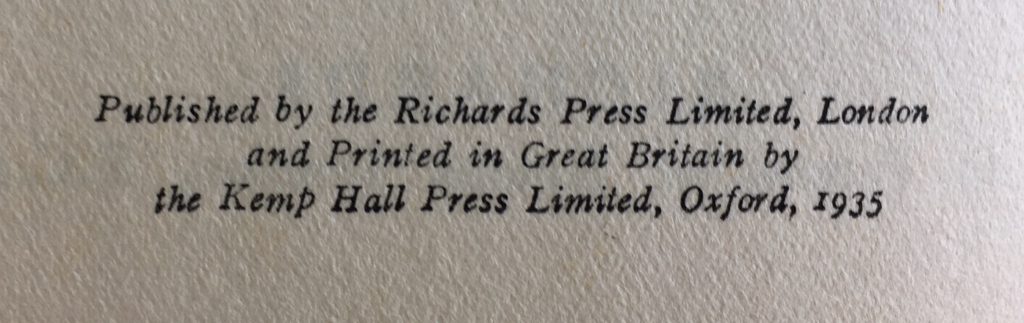 Published by the Richards Press Limited, London
and Printed in Great Britain by
the Kemp Hall Press Limited, Oxford, 1935